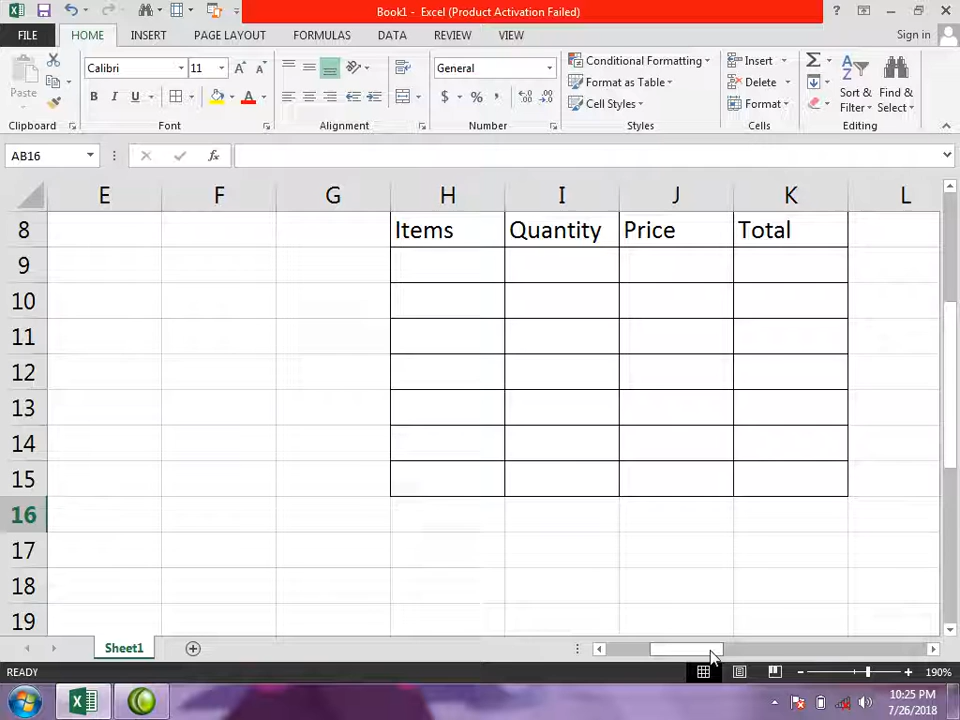 Book1 - Excel (Product Activation Failed)
?
FILE HOME INSERT PAGE LAYOUT FORMULAS DATA REVIEW VIEW Sign in
Paste
Clipboard
Calibri 11
B I U A
Font
Alignment
General
$ % ,
Number
Conditional Formatting
Format as Table
Cell Styles
Styles
Insert
Delete
Format
Cells
Sort & Filter
Find & Select
Editing
AB16 fx
E F G H I J K L
8 Items Quantity Price Total
9
10
11
12
13
14
15
16
17
18
19
Sheet1
READY 190%
10:25 PM
7/26/2018